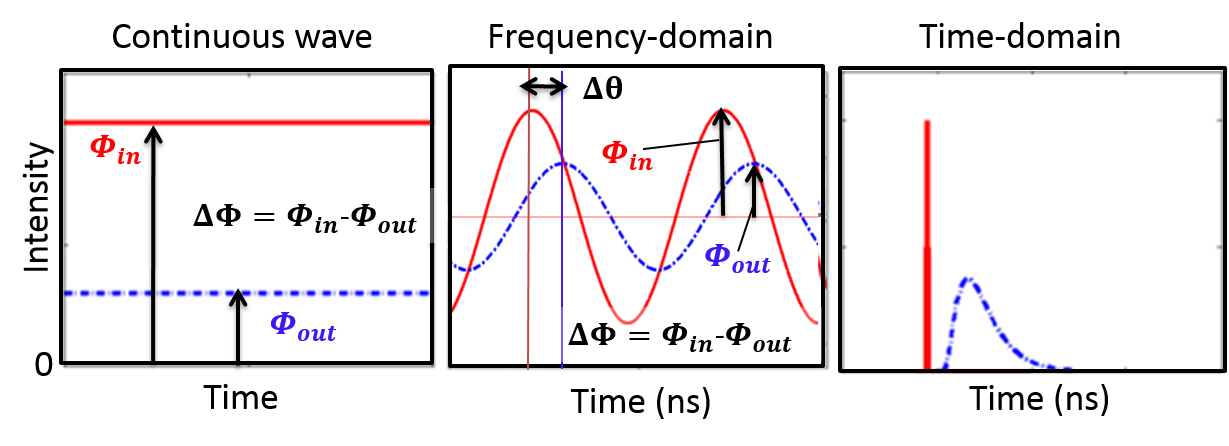 Continuous wave
Frequency-domain
Time-domain
Intensity
0
Φin
ΔΦ = Φin-Φout
Φout
Time
Δθ
Φin
Φout
ΔΦ = Φin-Φout
Time (ns)
Time (ns)